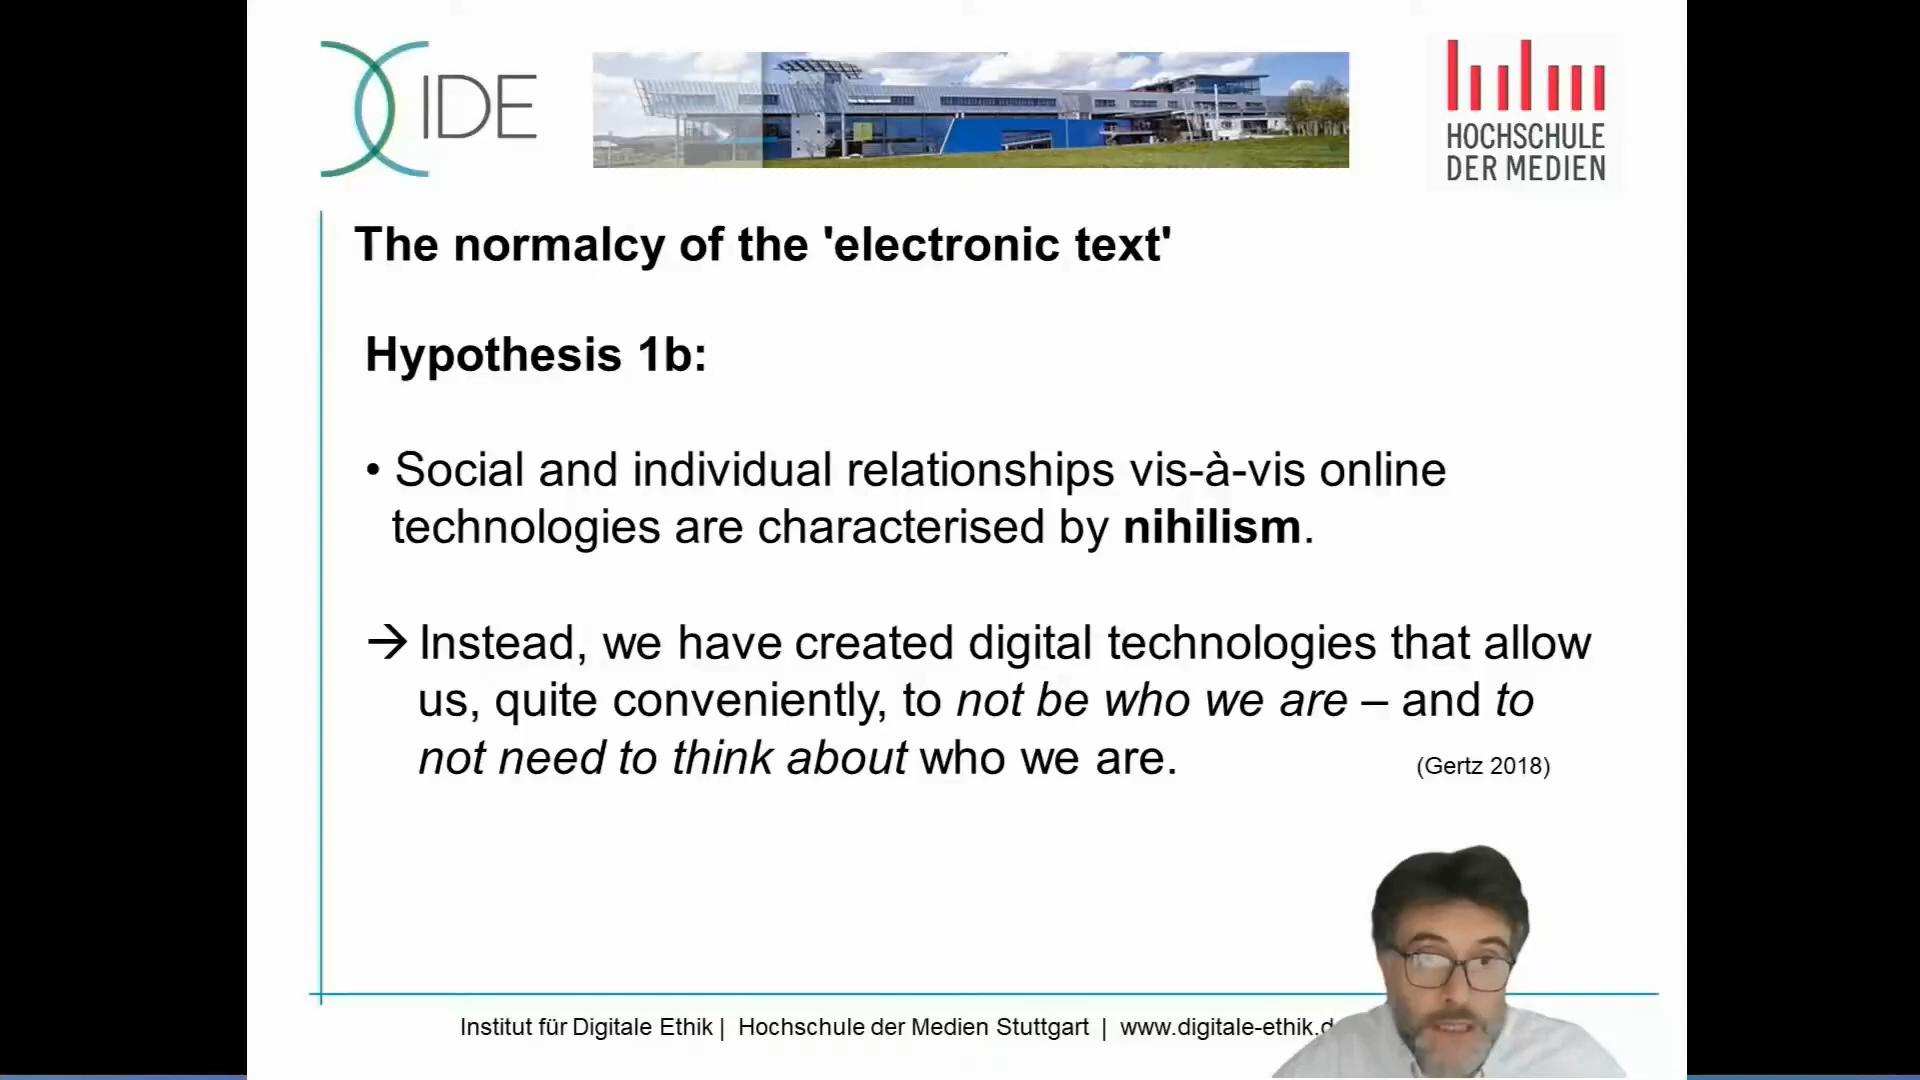 IDE
HOCHSCHULE
DER MEDIEN
The normalcy of the 'electronic text'
Hypothesis 1b:
• Social and individual relationships vis-à-vis online
technologies are characterised by nihilism.
→ Instead, we have created digital technologies that allow
us, quite conveniently, to not be who we are – and to
not need to think about who we are. (Gertz 2018)
Institut für Digitale Ethik | Hochschule der Medien Stuttgart | www.digitale-ethik.d